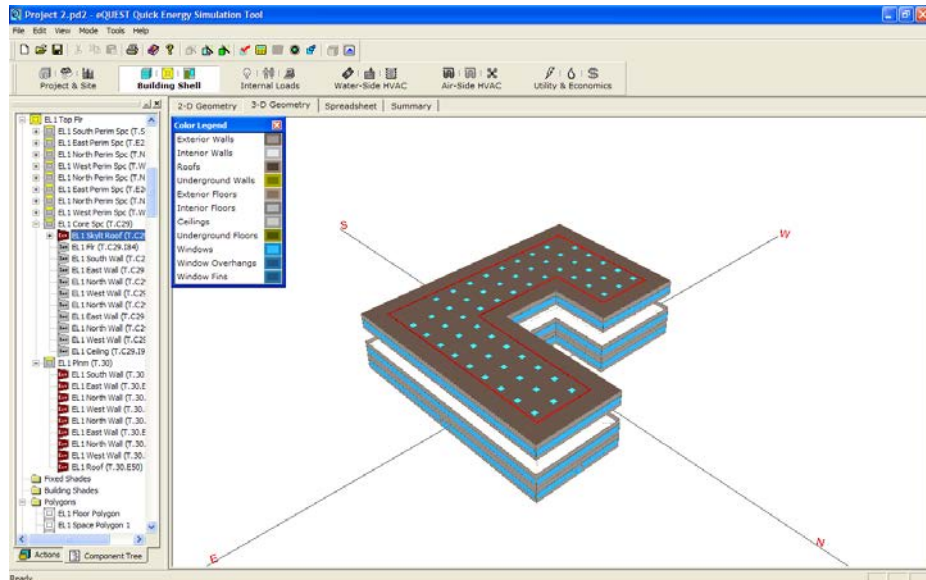 Project 2.pd2 - eQUEST Quick Energy Simulation Tool
File Edit View Mode Tools Help
Project & Site Building Shell Internal Loads Water-Side HVAC Air-Side HVAC Utility & Economics
2-D Geometry 3-D Geometry Spreadsheet Summary
EL1 Top Flr
EL1 South Perim Spc (T.S
EL1 East Perim Spc (T.E2
EL1 North Perim Spc (T.N
EL1 West Perim Spc (T.W
EL1 North Perim Spc (T.N
EL1 East Perim Spc (T.E2
EL1 North Perim Spc (T.N
EL1 West Perim Spc (T.W
EL1 Core Spc (T.C29)
EL1 Skylt Roof (T.C29
EL1 Flr (T.C29.I84)
EL1 South Wall (T.C2
EL1 East Wall (T.C29
EL1 North Wall (T.C2
EL1 West Wall (T.C29
EL1 North Wall (T.C2
EL1 East Wall (T.C29
EL1 North Wall (T.C2
EL1 West Wall (T.C29
EL1 Ceiling (T.C29.I9
EL1 Plnm (T.30)
EL1 South Wall (T.30
EL1 East Wall (T.30.E
EL1 North Wall (T.30.
EL1 West Wall (T.30.
EL1 North Wall (T.30.
EL1 East Wall (T.30.E
EL1 North Wall (T.30.
EL1 West Wall (T.30.
EL1 Roof (T.30.E50)
Fixed Shades
Building Shades
Polygons
EL1 Floor Polygon
EL1 Space Polygon 1
Actions Component Tree
Ready
Color Legend
Exterior Walls
Interior Walls
Roofs
Underground Walls
Exterior Floors
Interior Floors
Ceilings
Underground Floors
Windows
Window Overhangs
Window Fins
S
W
E
N